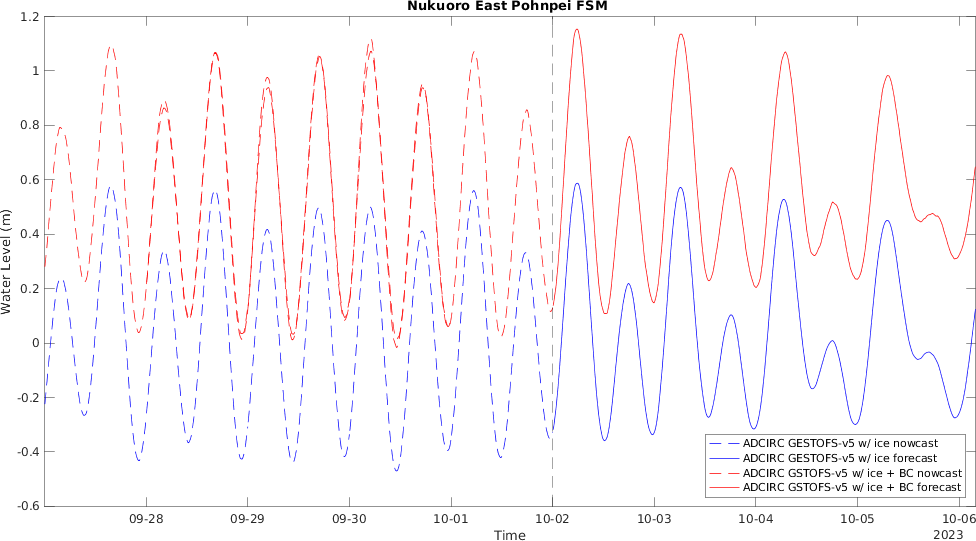 Nukuoro East Pohnpei FSM
1.2
1
0.8
0.6
0.4
0.2
0
-0.2
-0.4
-0.6
Water Level (m)
09-28 09-29 09-30 10-01 10-02 10-03 10-04 10-05 10-06
Time
2023
ADCIRC GESTOFS-v5 w/ ice nowcast
ADCIRC GESTOFS-v5 w/ ice forecast
ADCIRC GSTOFS-v5 w/ ice + BC nowcast
ADCIRC GSTOFS-v5 w/ ice + BC forecast